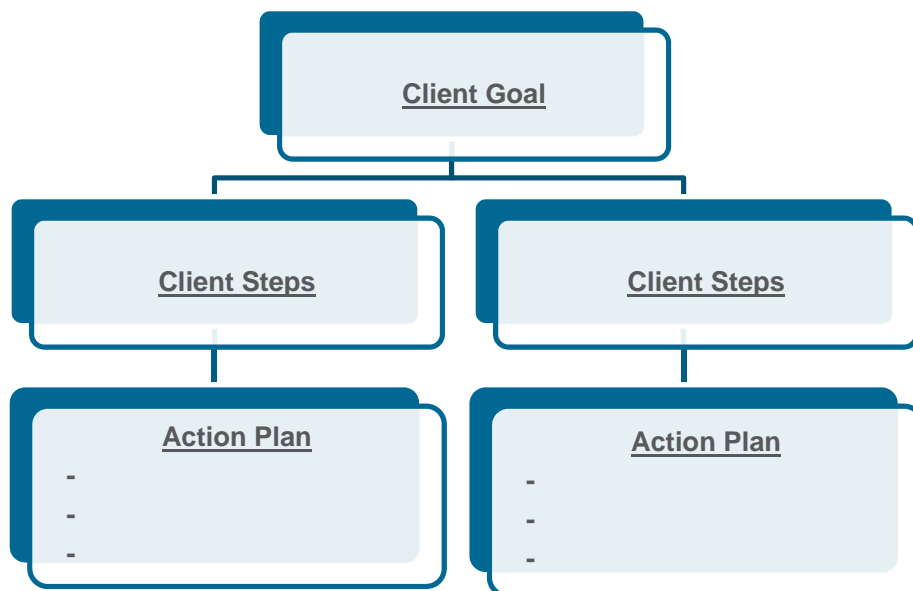 Client Goal
Client Steps
Client Steps
Action Plan
-
-
-
Action Plan
-
-
-